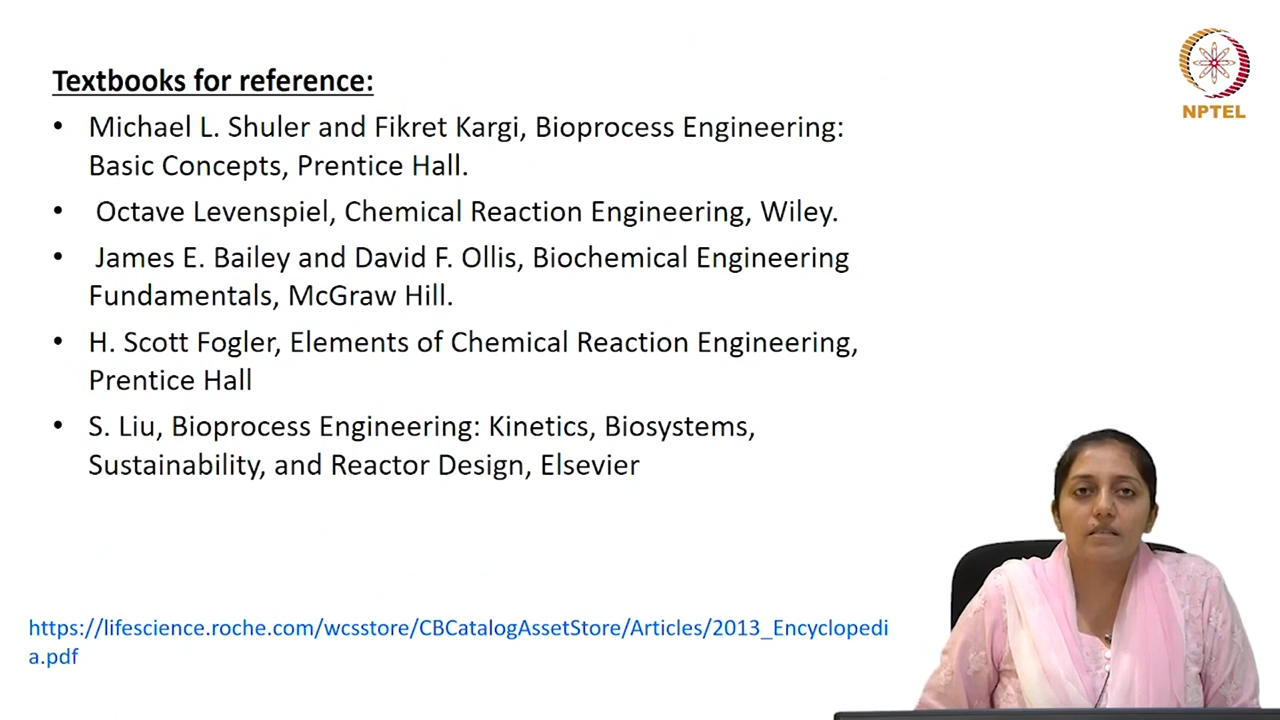 Textbooks for reference:
• Michael L. Shuler and Fikret Kargi, Bioprocess Engineering:
Basic Concepts, Prentice Hall.
• Octave Levenspiel, Chemical Reaction Engineering, Wiley.
• James E. Bailey and David F. Ollis, Biochemical Engineering
Fundamentals, McGraw Hill.
• H. Scott Fogler, Elements of Chemical Reaction Engineering,
Prentice Hall
• S. Liu, Bioprocess Engineering: Kinetics, Biosystems,
Sustainability, and Reactor Design, Elsevier
https://lifescience.roche.com/wcsstore/CBCatalogAssetStore/Articles/2013_Encyclopedi
a.pdf
NPTEL